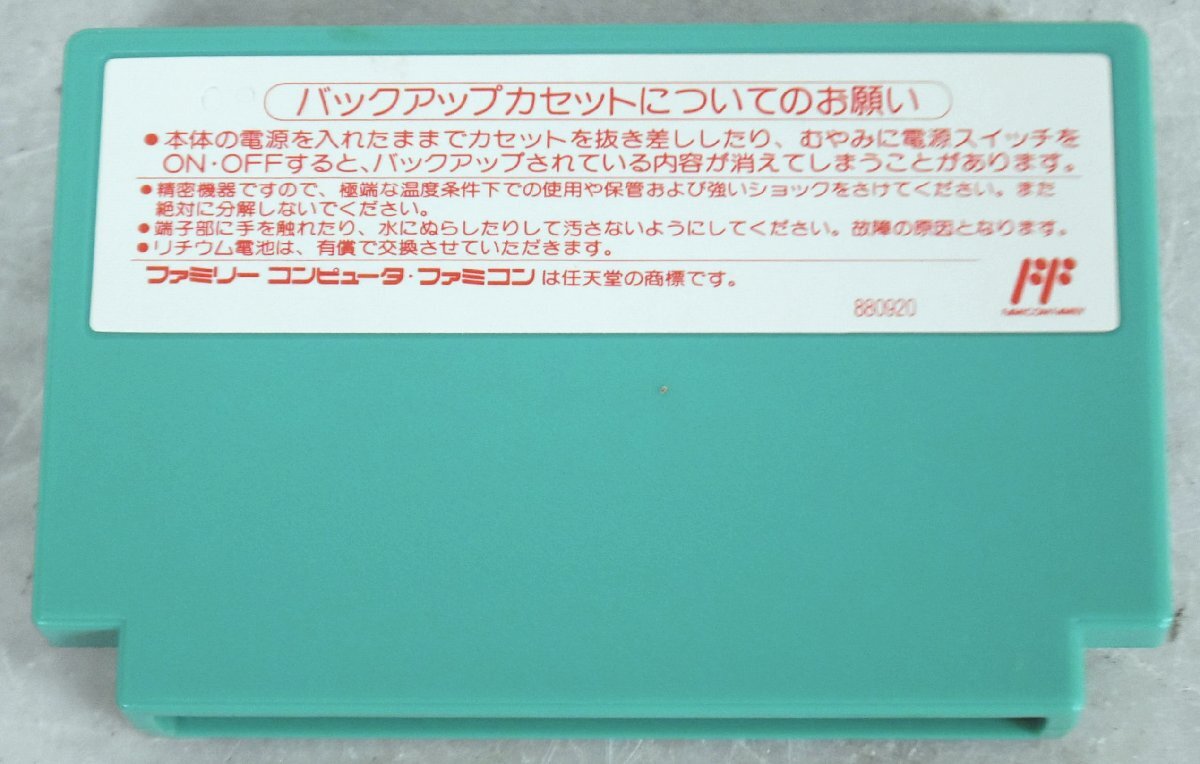 バックアップカセットについてのお願い
●本体の電源を入れたままでカセットを抜き差ししたり、むやみに電源スイッチを
ON・OFFすると、バックアップされている内容が消えてしまうことがあります。
●精密機器ですので、極端な温度条件下での使用や保管および強いショックをさけてください。また
絶対に分解しないでください。
●端子部に手を触れたり、水にぬらしたりして汚さないようにしてください。故障の原因となります。
●リチウム電池は、有償で交換させていただきます。
ファミリー コンピュータ・ファミコンは任天堂の商標です。
880920